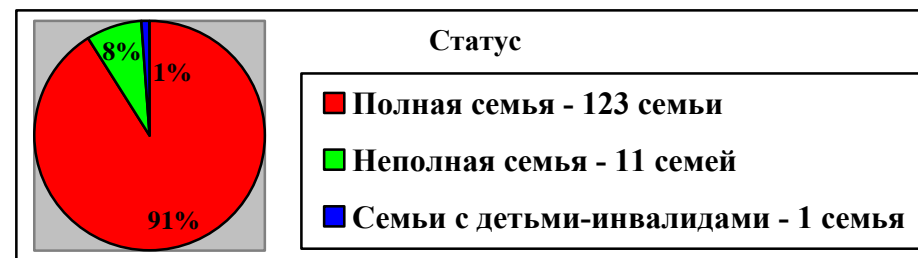 Статус
8%
1%
91%
Полная семья - 123 семьи
Неполная семья - 11 семей
Семьи с детьми-инвалидами - 1 семья